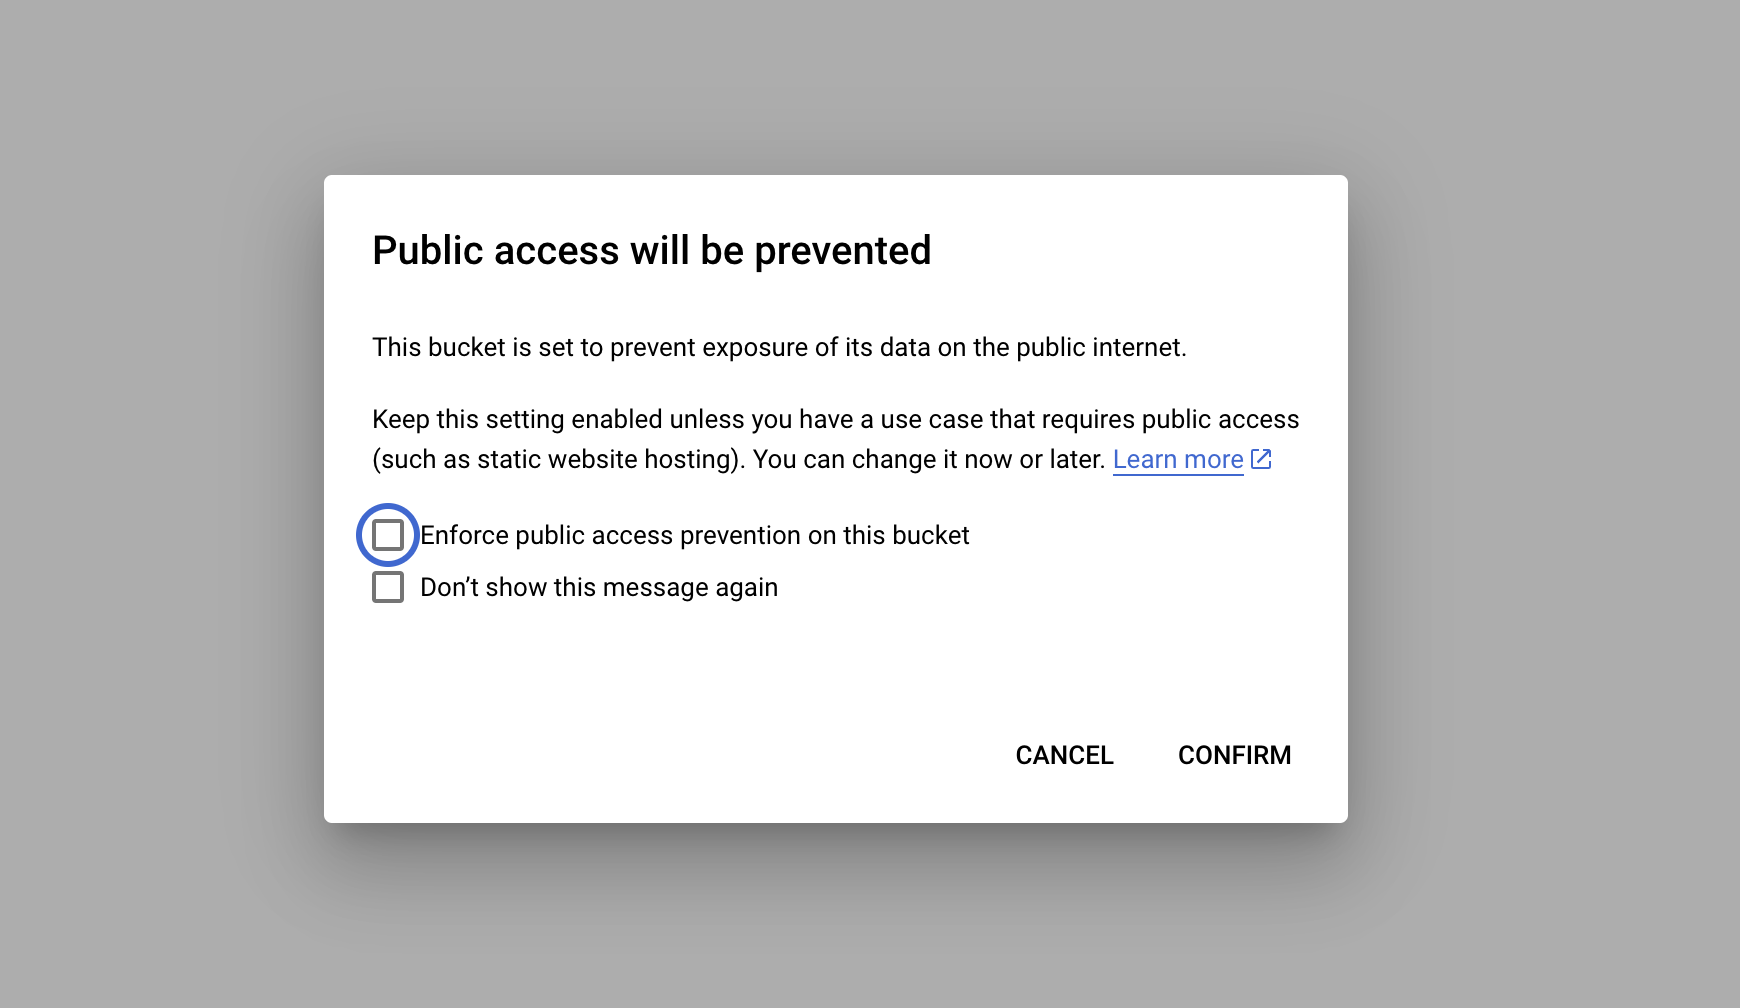 Public access will be prevented
This bucket is set to prevent exposure of its data on the public internet.
Keep this setting enabled unless you have a use case that requires public access
(such as static website hosting). You can change it now or later. Learn more
Enforce public access prevention on this bucket
Don’t show this message again
CANCEL CONFIRM